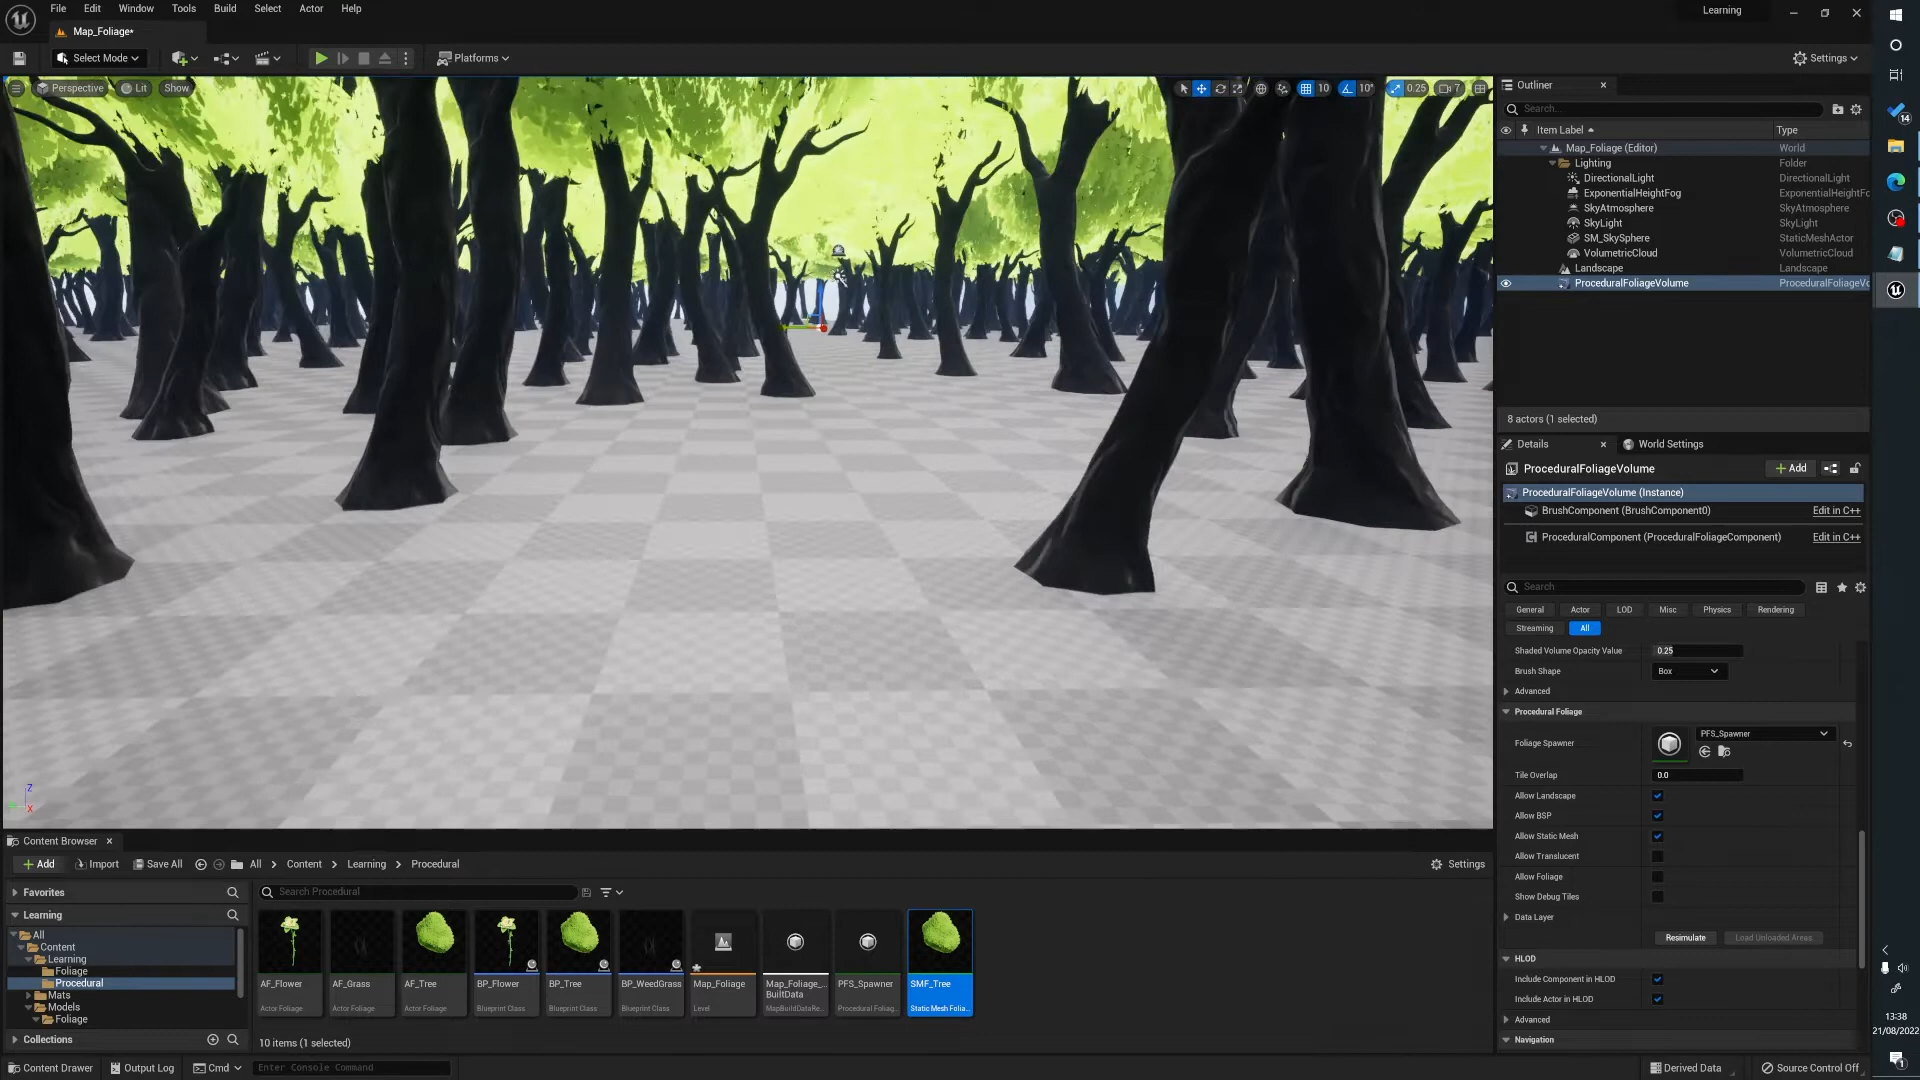 File Edit Window Tools Build Select Actor Help
Learning
Map_Foliage*
Select Mode
Platforms
Settings
Perspective Lit Show
10 10° 0.25 7
Outliner
Search...
Item Label Type
Map_Foliage (Editor) World
Lighting Folder
DirectionalLight DirectionalLight
ExponentialHeightFog ExponentialHeightFo
SkyAtmosphere SkyAtmosphere
SkyLight SkyLight
SM_SkySphere StaticMeshActor
VolumetricCloud VolumetricCloud
Landscape Landscape
ProceduralFoliageVolume ProceduralFoliageVo
8 actors (1 selected)
Details World Settings
ProceduralFoliageVolume
Add
ProceduralFoliageVolume (Instance)
BrushComponent (BrushComponent0) Edit in C++
ProceduralComponent (ProceduralFoliageComponent) Edit in C++
Search
General Actor LOD Misc Physics Rendering
Streaming All
Shaded Volume Opacity Value 0.25
Brush Shape Box
Advanced
Procedural Foliage
Foliage Spawner PFS_Spawner
Tile Overlap 0.0
Allow Landscape
Allow BSP
Allow Static Mesh
Allow Translucent
Allow Foliage
Show Debug Tiles
Data Layer
Resimulate Load Unloaded Areas
HLOD
Include Component in HLOD
Include Actor in HLOD
Advanced
Navigation
Z
X
Content Browser
Add Import Save All All Content Learning Procedural Settings
Favorites
Search Procedural
Learning
All
Content
Learning
Foliage
Procedural
Mats
Models
Foliage
Collections
AF_Flower AF_Grass AF_Tree BP_Flower BP_Tree BP_WeedGrass Map_Foliage Map_Foliage_... PFS_Spawner SMF_Tree
BuiltData
Actor Foliage Actor Foliage Actor Foliage Blueprint Class Blueprint Class Blueprint Class Level MapBuildDataRe... Procedural Foliag... Static Mesh Folia...
10 items (1 selected)
Content Drawer Output Log Cmd Enter Console Command
Derived Data Source Control Off
14
13:38
21/08/2022
1